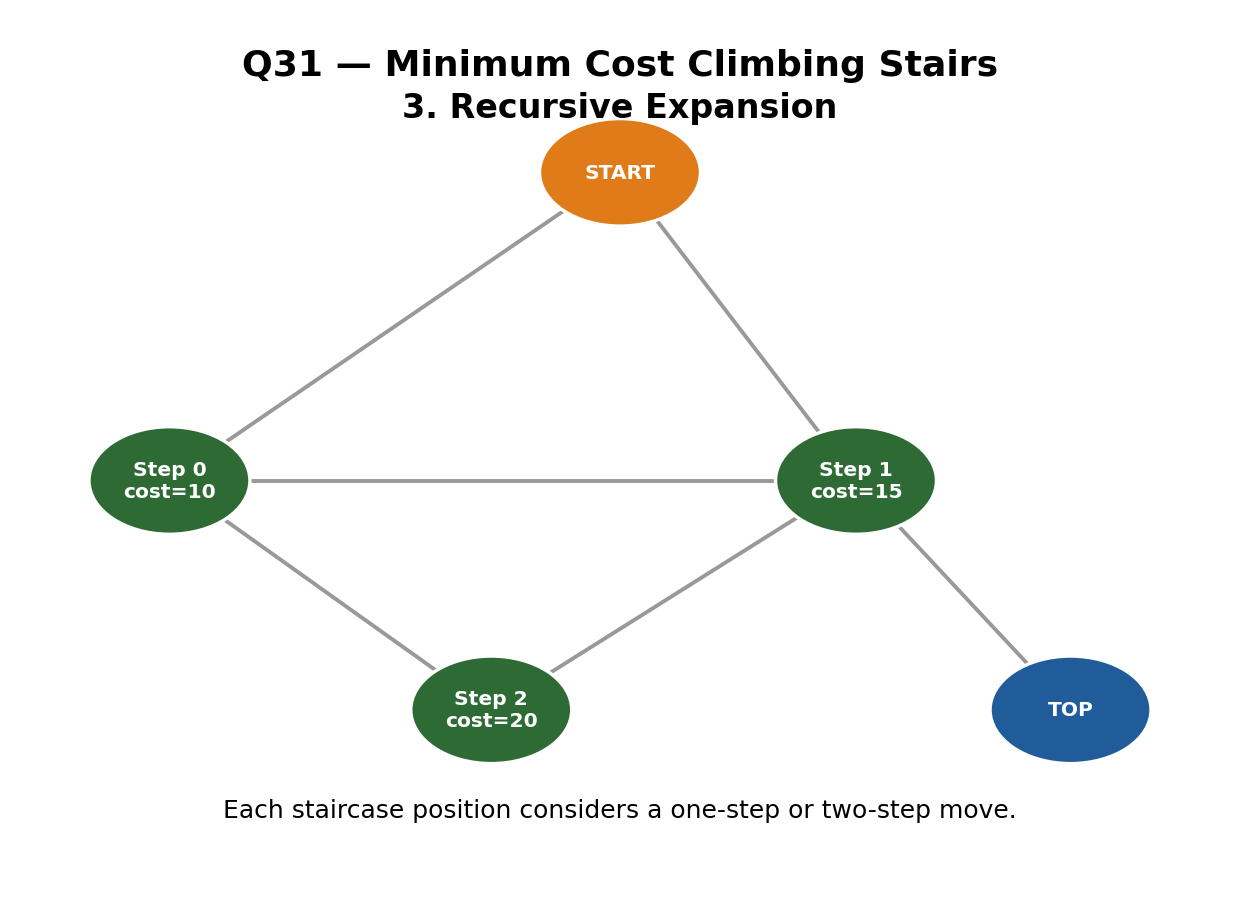 Q31 — Minimum Cost Climbing Stairs
3. Recursive Expansion
START
Step 0
cost=10
Step 1
cost=15
Step 2
cost=20
TOP
Each staircase position considers a one-step or two-step move.